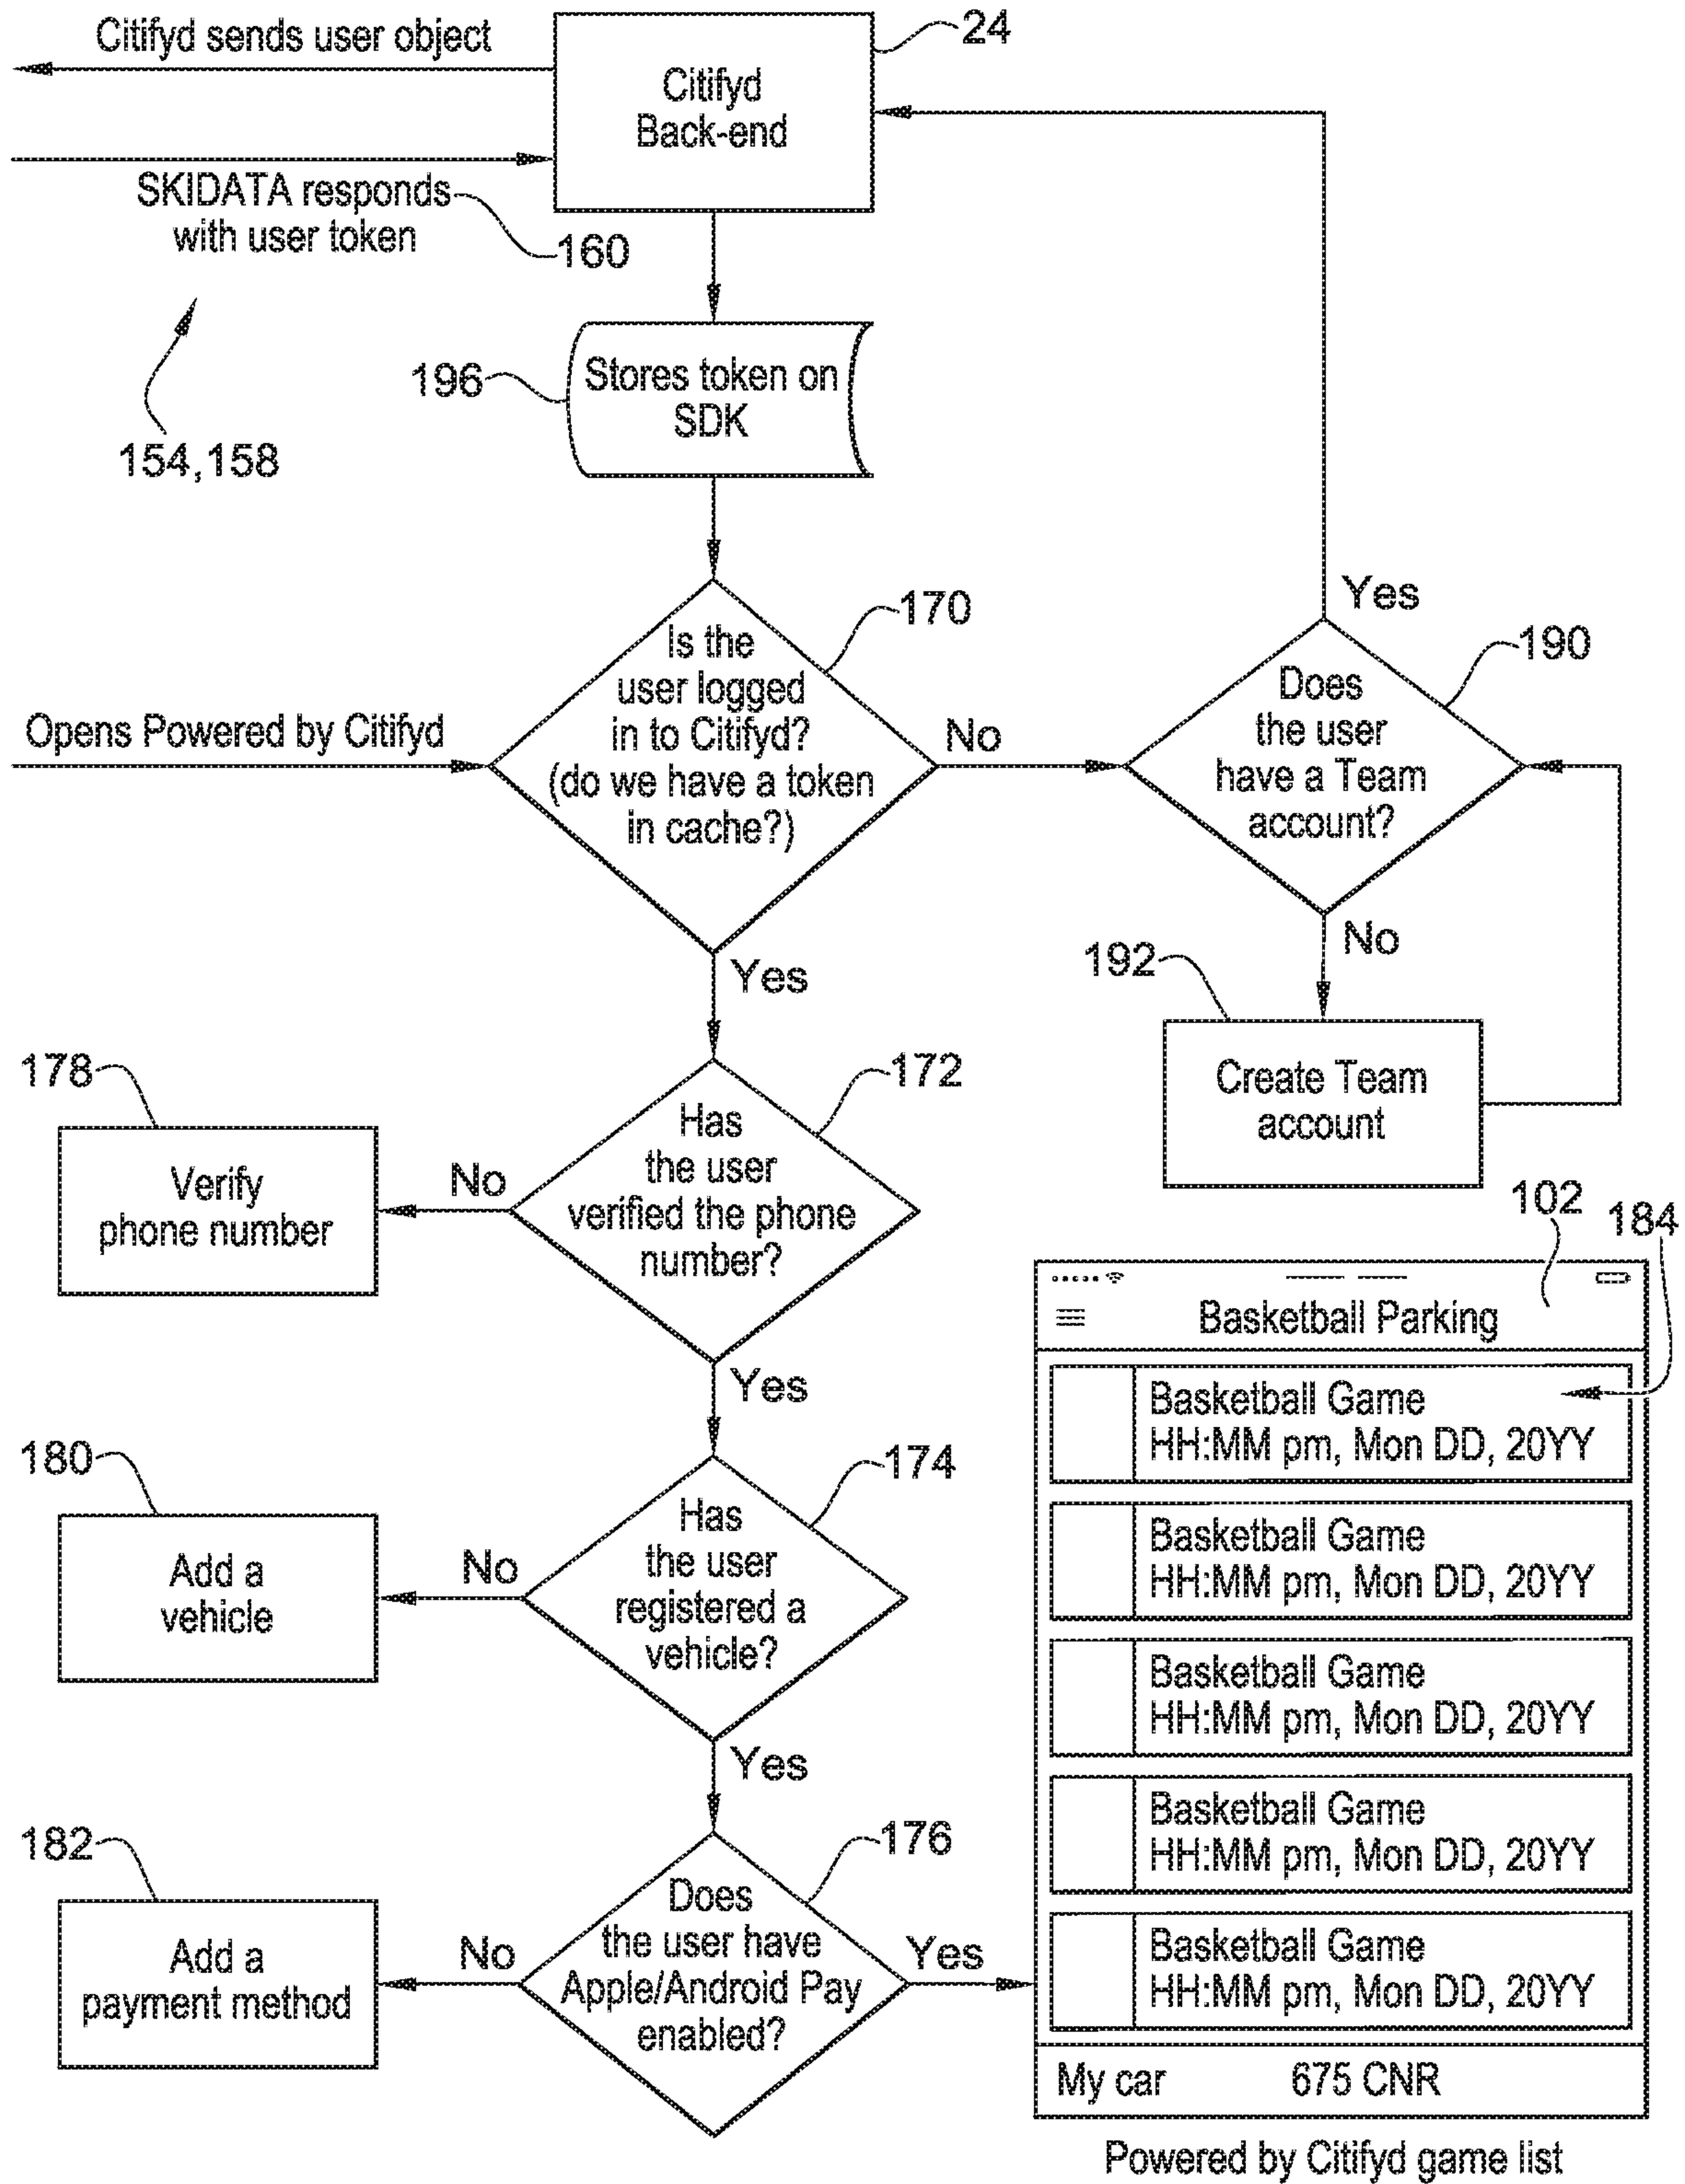 Citifyd sends user object
24
Citifyd
Back-end
SKIDATA responds
with user token
160
154,158
196
Stores token on
SDK
Yes
170
190
Is the
user logged
in to Citifyd?
(do we have a token
in cache?)
Opens Powered by Citifyd
No
Does
the user
have a Team
account?
No
192
Yes
Create Team
account
178
172
Verify
phone number
No
Has
the user
verified the phone
number?
Yes
180
174
Add a
vehicle
No
Has
the user
registered a
vehicle?
Yes
182
176
Add a
payment method
No
Does
the user have
Apple/Android Pay
enabled?
Yes
102
184
Basketball Parking
Basketball Game
HH:MM pm, Mon DD, 20YY
Basketball Game
HH:MM pm, Mon DD, 20YY
Basketball Game
HH:MM pm, Mon DD, 20YY
Basketball Game
HH:MM pm, Mon DD, 20YY
Basketball Game
HH:MM pm, Mon DD, 20YY
My car 675 CNR
Powered by Citifyd game list